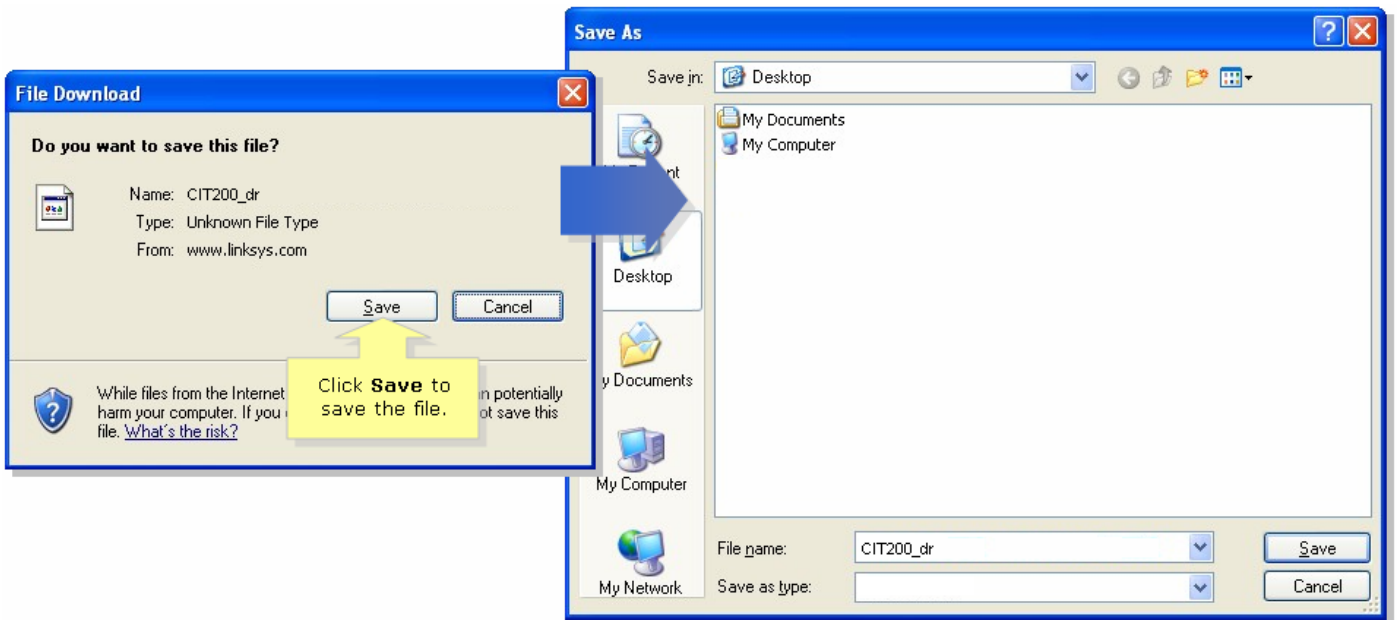 File Download
Do you want to save this file?
Name: CIT200_dr
Type: Unknown File Type
From: www.linksys.com
Save Cancel
Click Save to
save the file.
While files from the Internet n potentially
harm your computer. If you ot save this
file. What's the risk?
Save As
Save in: Desktop
My Documents
My Computer
nt
Desktop
y Documents
My Computer
My Network
File name: CIT200_dr Save
Save as type: Cancel